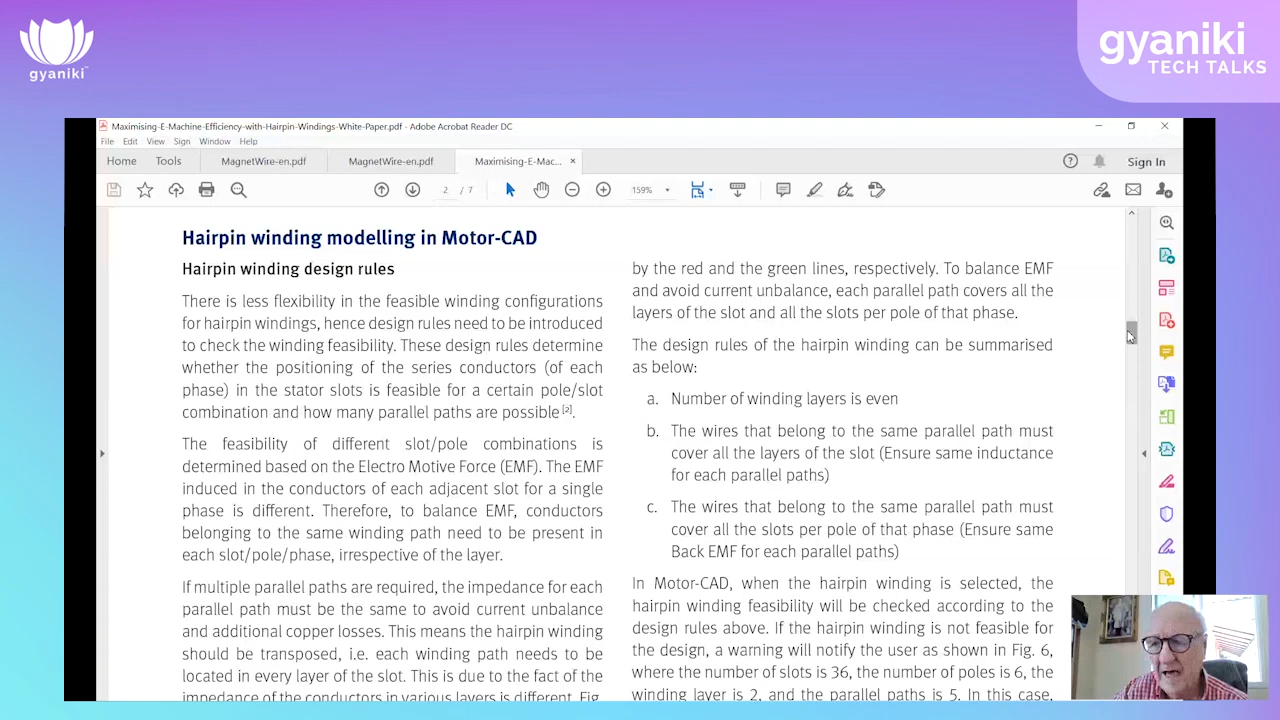 gyaniki
gyaniki
TECH TALKS
Maximising-E-Machine-Efficiency-with-Hairpin-Windings-White-Paper.pdf - Adobe Acrobat Reader DC
File Edit View Sign Window Help
Home Tools MagnetWire-en.pdf MagnetWire-en.pdf Maximising-E-Mac... × Sign In
2 / 7 159%
Hairpin winding modelling in Motor-CAD
Hairpin winding design rules
There is less flexibility in the feasible winding configurations
for hairpin windings, hence design rules need to be introduced
to check the winding feasibility. These design rules determine
whether the positioning of the series conductors (of each
phase) in the stator slots is feasible for a certain pole/slot
combination and how many parallel paths are possible [2].
The feasibility of different slot/pole combinations is
determined based on the Electro Motive Force (EMF). The EMF
induced in the conductors of each adjacent slot for a single
phase is different. Therefore, to balance EMF, conductors
belonging to the same winding path need to be present in
each slot/pole/phase, irrespective of the layer.
If multiple parallel paths are required, the impedance for each
parallel path must be the same to avoid current unbalance
and additional copper losses. This means the hairpin winding
should be transposed, i.e. each winding path needs to be
located in every layer of the slot. This is due to the fact of the
impedance of the conductors in various layers is different. Fig.
by the red and the green lines, respectively. To balance EMF
and avoid current unbalance, each parallel path covers all the
layers of the slot and all the slots per pole of that phase.
The design rules of the hairpin winding can be summarised
as below:
a. Number of winding layers is even
b. The wires that belong to the same parallel path must
cover all the layers of the slot (Ensure same inductance
for each parallel paths)
c. The wires that belong to the same parallel path must
cover all the slots per pole of that phase (Ensure same
Back EMF for each parallel paths)
In Motor-CAD, when the hairpin winding is selected, the
hairpin winding feasibility will be checked according to the
design rules above. If the hairpin winding is not feasible for
the design, a warning will notify the user as shown in Fig. 6,
where the number of slots is 36, the number of poles is 6, the
winding layer is 2, and the parallel paths is 5. In this case,